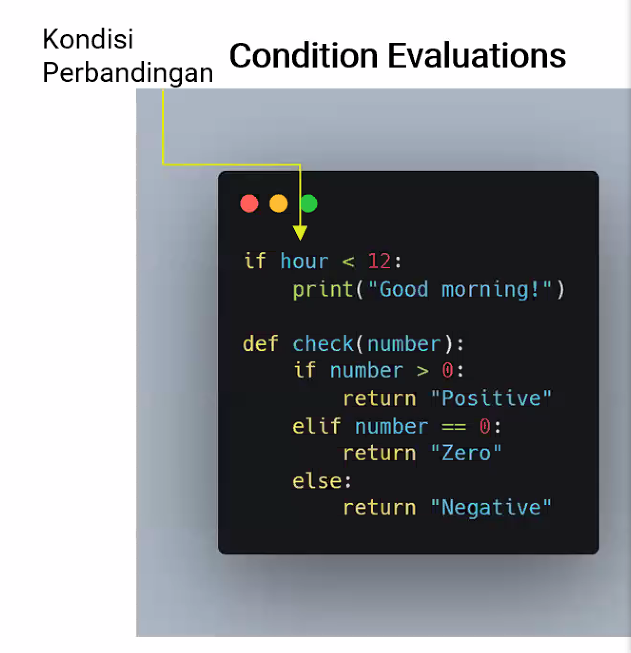 Kondisi
Perbandingan
Condition Evaluations
if hour < 12:
    print("Good morning!")
def check(number):
    if number > 0:
        return "Positive"
    elif number == 0:
        return "Zero"
    else:
        return "Negative"